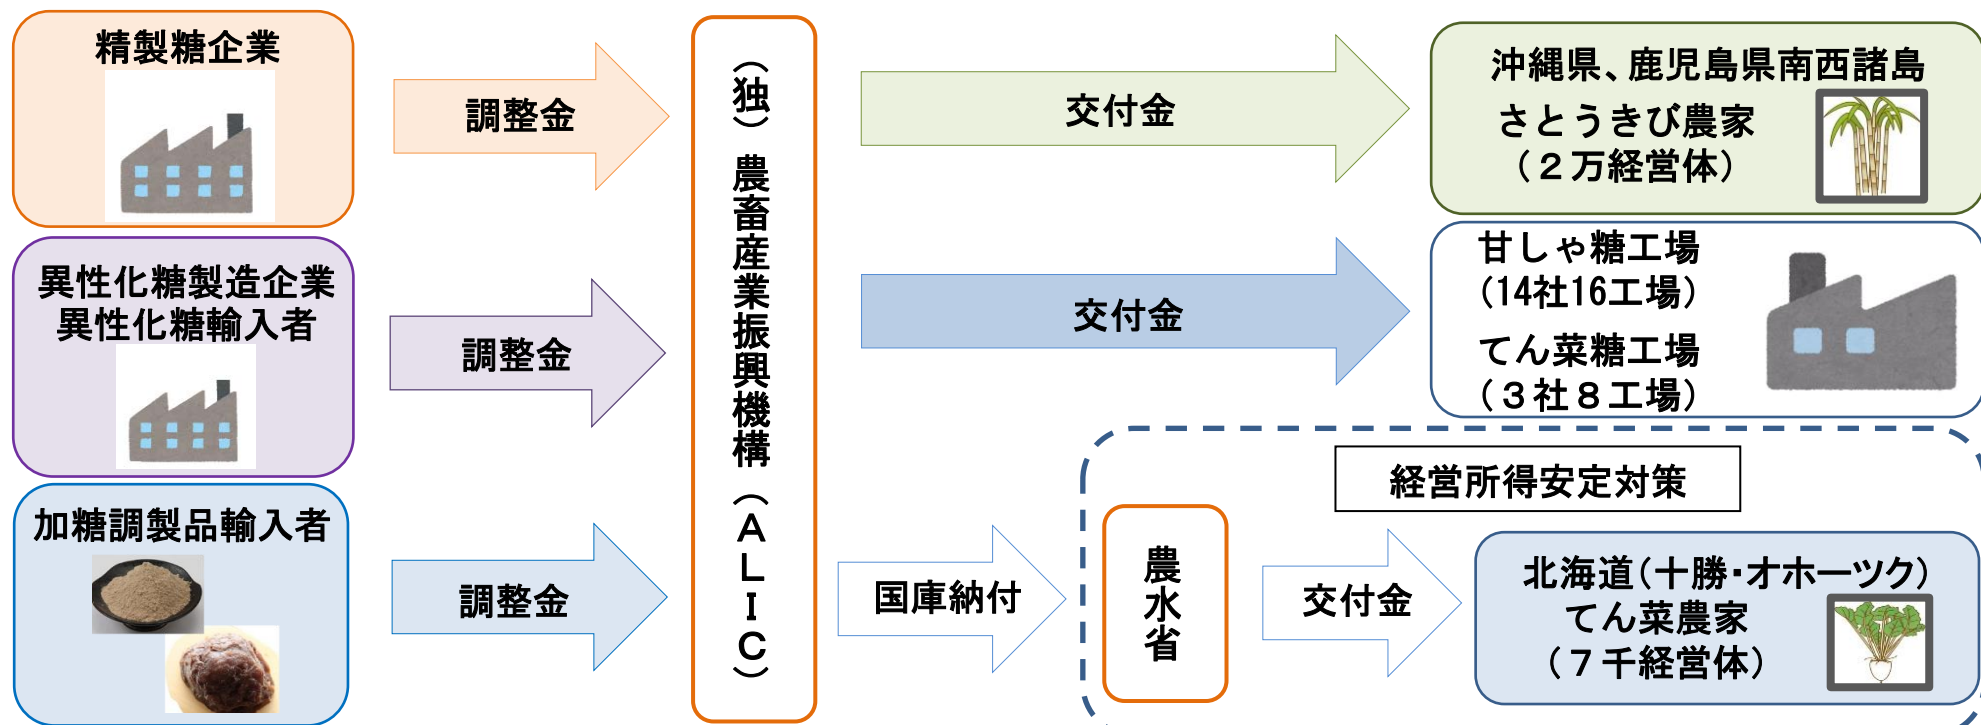 精製糖企業
調整金
異性化糖製造企業
異性化糖輸入者
調整金
加糖調製品輸入者
調整金
（独）農畜産業振興機構（ＡＬＩＣ）
交付金
沖縄県、鹿児島県南西諸島
さとうきび農家
（２万経営体）
交付金
甘しゃ糖工場
（14社16工場）
てん菜糖工場
（３社８工場）
経営所得安定対策
国庫納付
農水省
交付金
北海道（十勝・オホーツク）
てん菜農家
（７千経営体）